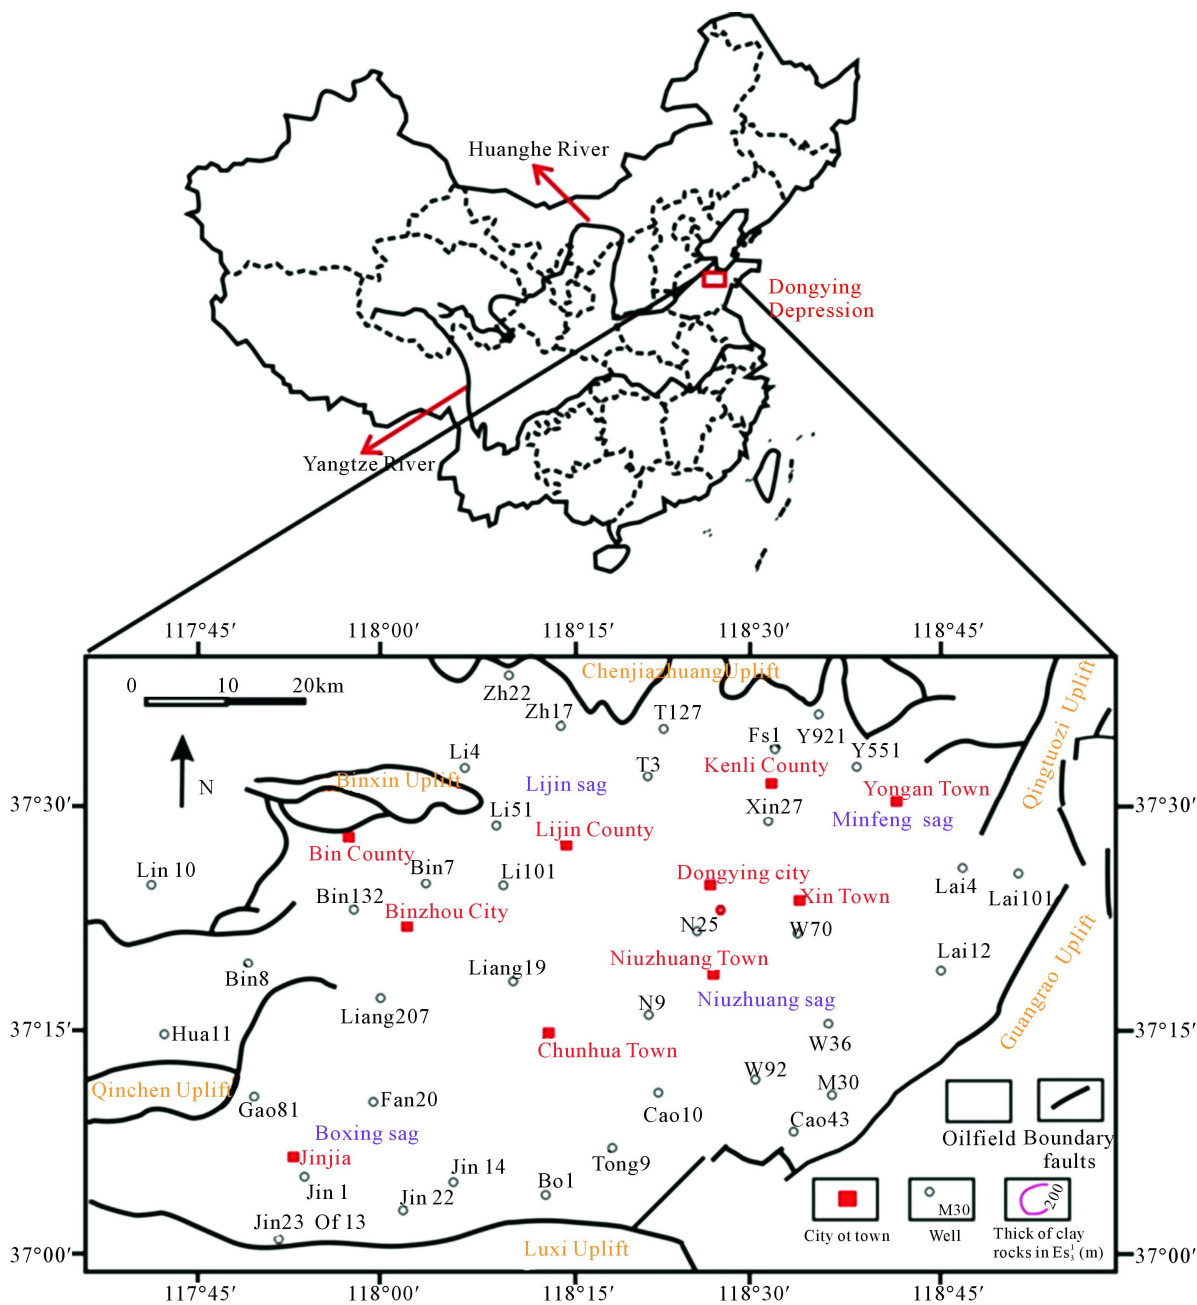 Huanghe River
Dongying
Depression
Yangtze River
117°45′ 118°00′ 118°15′ 118°30′ 118°45′
0 10 20km
N
Chenjiazhuang Uplift
Zh22
Zh17
T127
Y921
Fs1
Y551
Qingtuozi Uplift
Li4
T3
Kenli County
Binxin Uplift
Lijin sag
Yongan Town
37°30′
37°30′
Xin27
Minfeng sag
Li51
Lijin County
Bin County
Lin 10
Bin7
Li101
Dongying city
Lai4
Lai101
Bin132
Xin Town
Binzhou City
N25
W70
Lai12
Guangrao Uplift
Niuzhuang Town
Liang19
Bin8
Niuzhuang sag
Liang207
N9
37°15′
Hua11
W36
37°15′
Chunhua Town
W92
M30
Qinchen Uplift
Gao81
Fan20
Cao10
Cao43
Boxing sag
Oilfield
Boundary
faults
Jinjia
Tong9
Jin 14
Jin 1
Jin 22
Bo1
M30
200
Jin23 Of 13
City ot town
Well
Thick of clay
rocks in Es₃¹ (m)
Luxi Uplift
37°00′
37°00′
117°45′ 118°00′ 118°15′ 118°30′ 118°45′